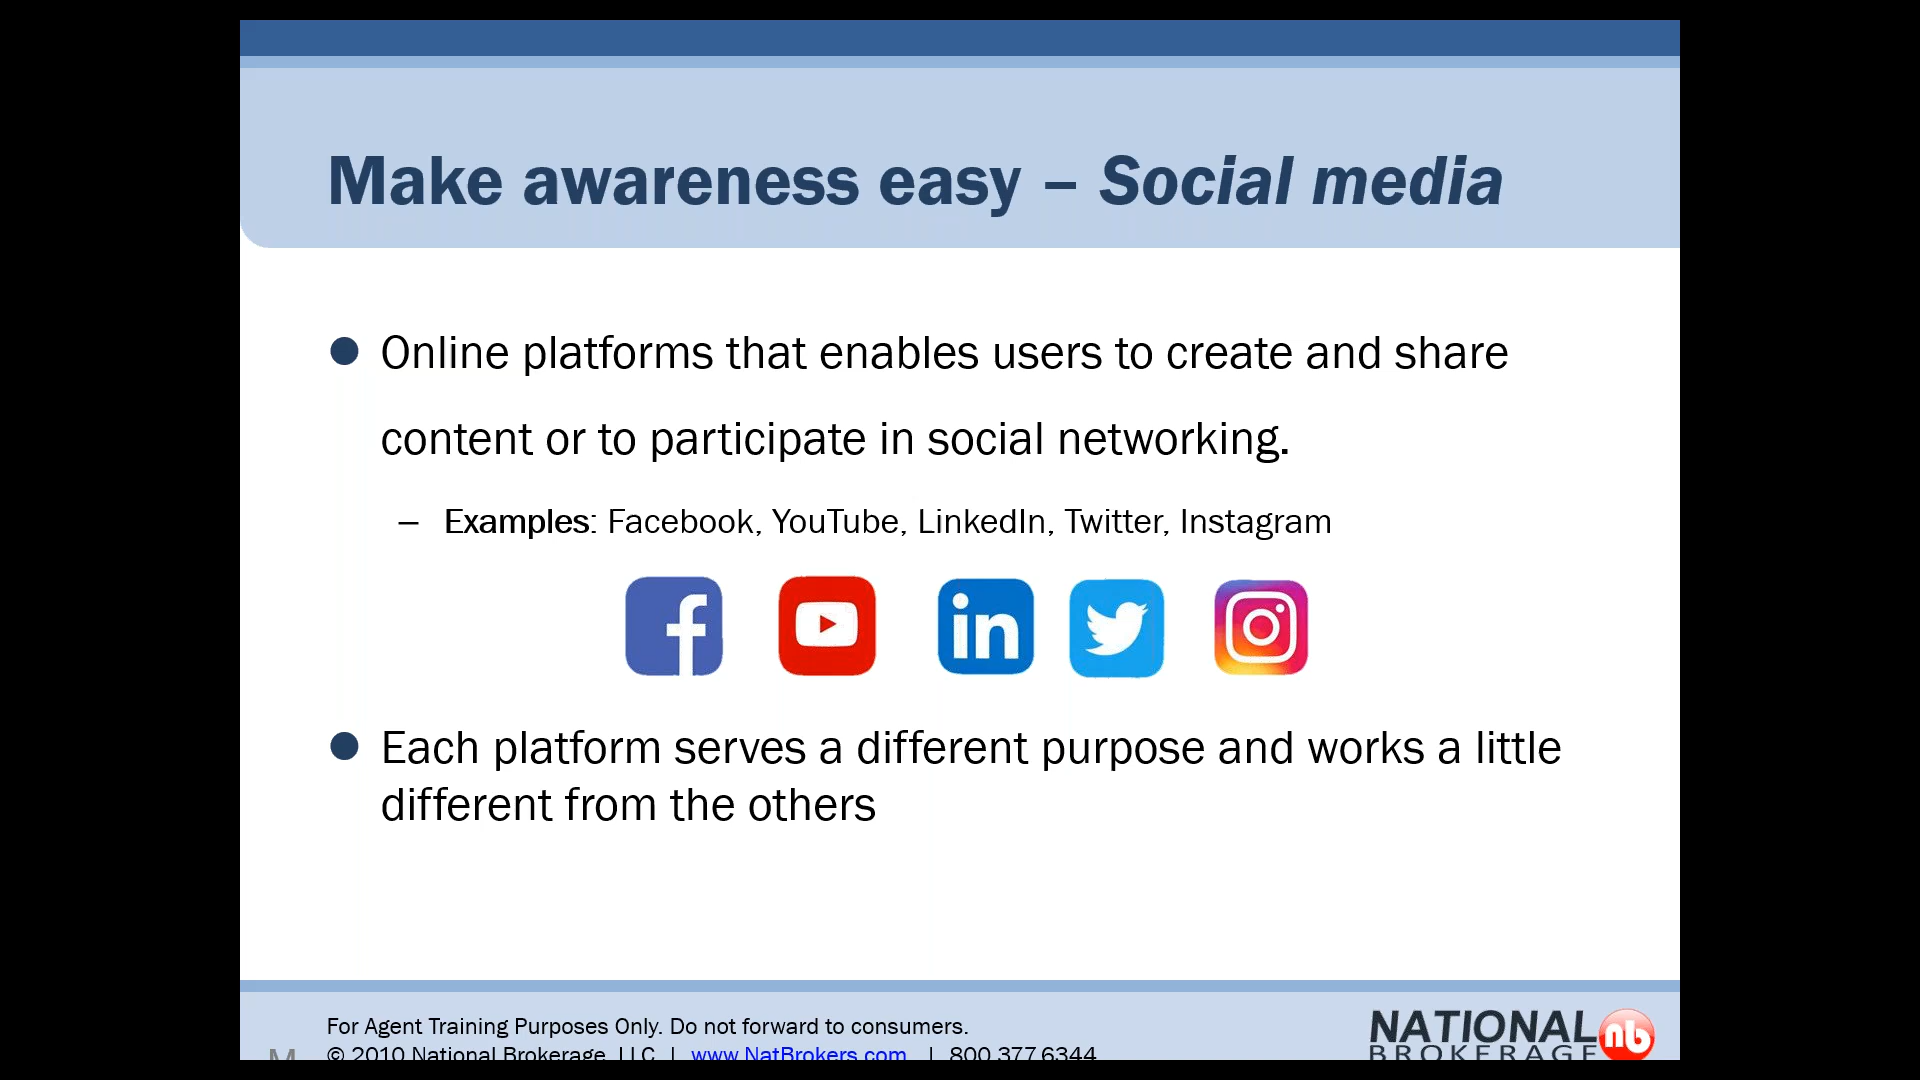 Make awareness easy – Social media
● Online platforms that enables users to create and share
content or to participate in social networking.
– Examples: Facebook, YouTube, LinkedIn, Twitter, Instagram
f in
● Each platform serves a different purpose and works a little
different from the others
For Agent Training Purposes Only. Do not forward to consumers.
M © 2010 National Brokerage, LLC | www.NatBrokers.com | 800.377.6344
NATIONAL nb
BROKERAGE